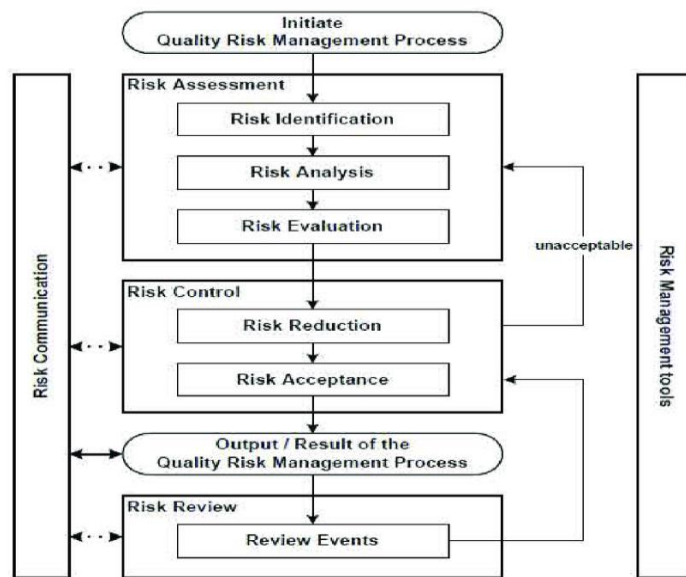 Initiate
Quality Risk Management Process
Risk Assessment
Risk Identification
Risk Analysis
Risk Evaluation
unacceptable
Risk Control
Risk Reduction
Risk Acceptance
Output / Result of the
Quality Risk Management Process
Risk Review
Review Events
Risk Communication
Risk Management tools